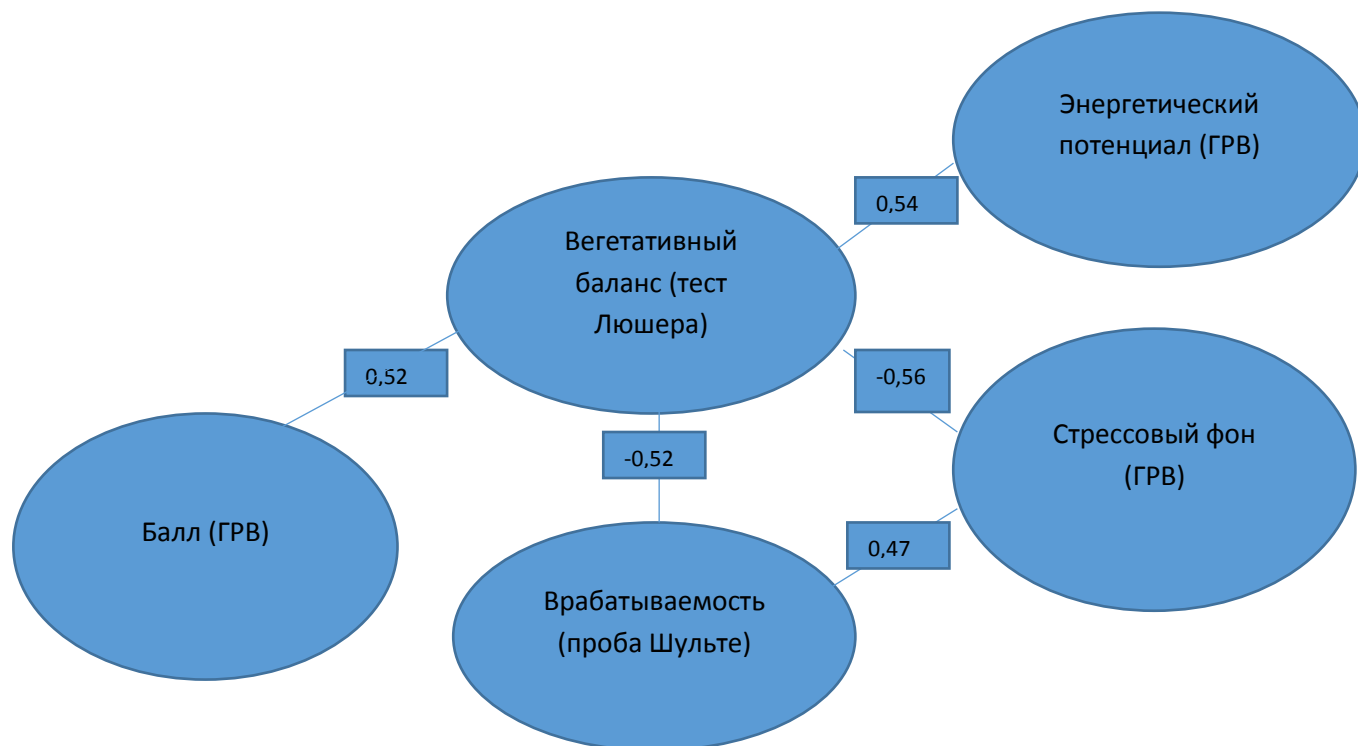 Энергетический
потенциал (ГРВ)
0,54
Вегетативный
баланс (тест
Люшера)
0,52
-0,56
-0,52
Стрессовый фон
(ГРВ)
Балл (ГРВ)
0,47
Врабатываемость
(проба Шульте)